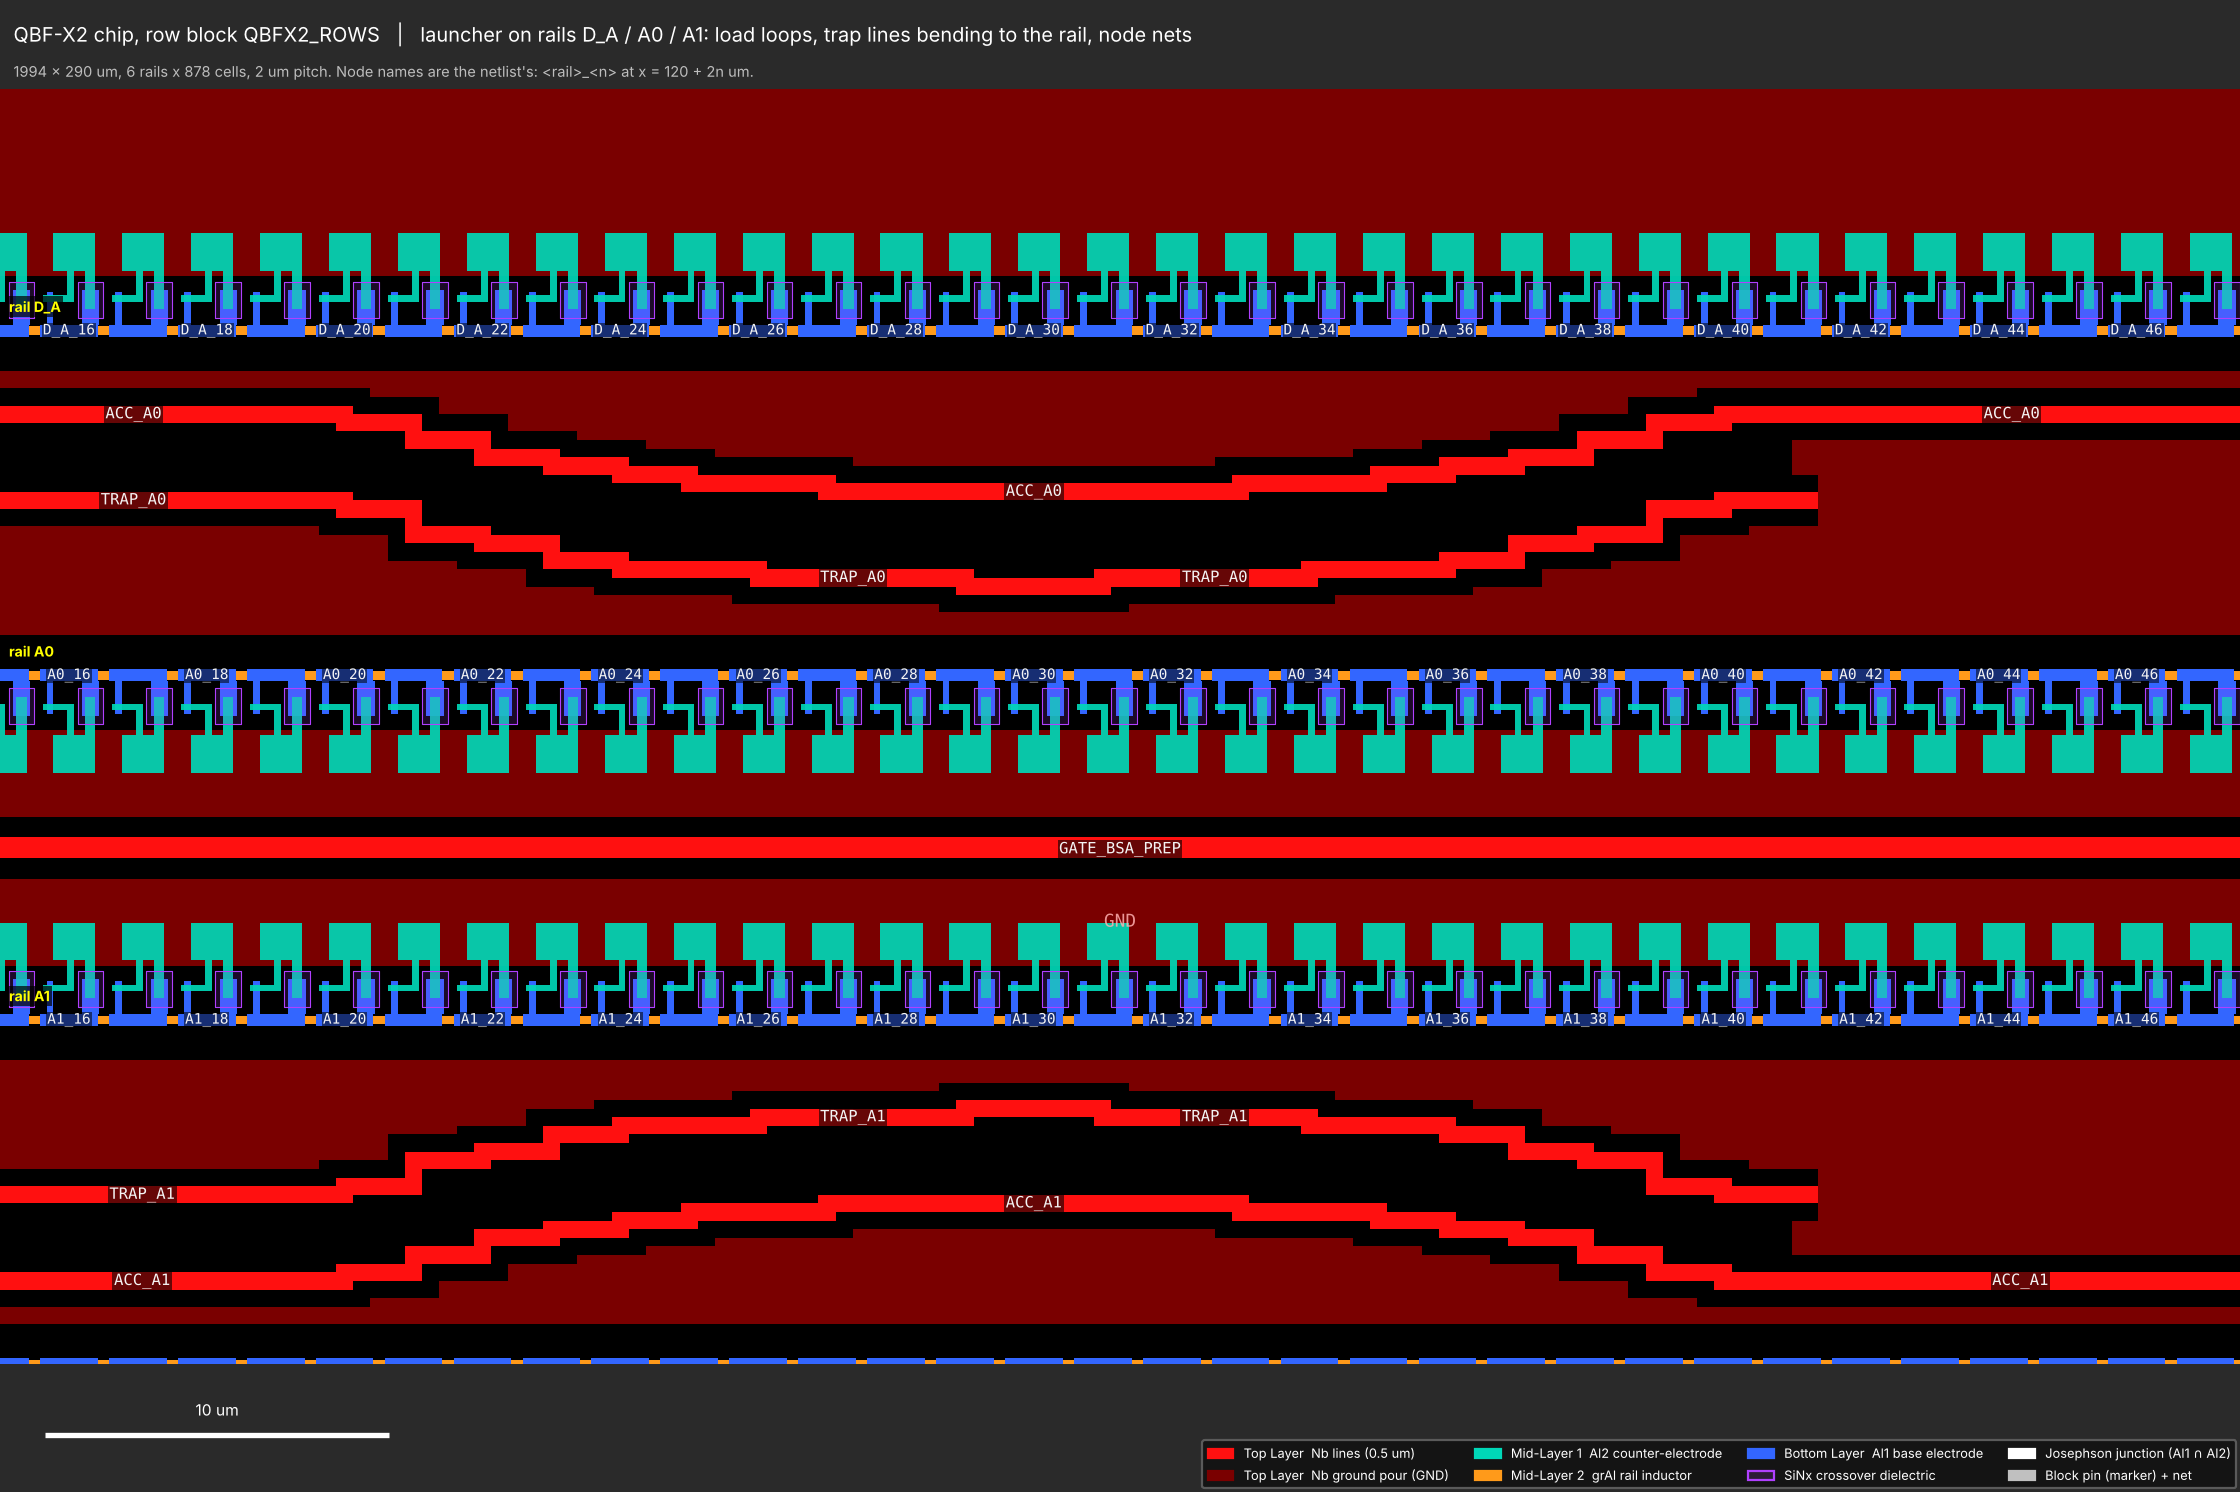 QBF-X2 chip, row block QBFX2_ROWS | launcher on rails D_A / A0 / A1: load loops, trap lines bending to the rail, node nets
1994 × 290 um, 6 rails x 878 cells, 2 um pitch. Node names are the netlist's: <rail>_<n> at x = 120 + 2n um.
rail D_A
D_A_16 D_A_18 D_A_20 D_A_22 D_A_24 D_A_26 D_A_28 D_A_30 D_A_32 D_A_34 D_A_36 D_A_38 D_A_40 D_A_42 D_A_44 D_A_46
ACC_A0 ACC_A0
TRAP_A0 ACC_A0
TRAP_A0 TRAP_A0
rail A0
A0_16 A0_18 A0_20 A0_22 A0_24 A0_26 A0_28 A0_30 A0_32 A0_34 A0_36 A0_38 A0_40 A0_42 A0_44 A0_46
GATE_BSA_PREP
GND
rail A1
A1_16 A1_18 A1_20 A1_22 A1_24 A1_26 A1_28 A1_30 A1_32 A1_34 A1_36 A1_38 A1_40 A1_42 A1_44 A1_46
TRAP_A1 TRAP_A1
TRAP_A1 ACC_A1
ACC_A1 ACC_A1
10 um
Top Layer Nb lines (0.5 um) Mid-Layer 1 Al2 counter-electrode Bottom Layer Al1 base electrode Josephson junction (Al1 ∩ Al2)
Top Layer Nb ground pour (GND) Mid-Layer 2 grAl rail inductor SiNx crossover dielectric Block pin (marker) + net